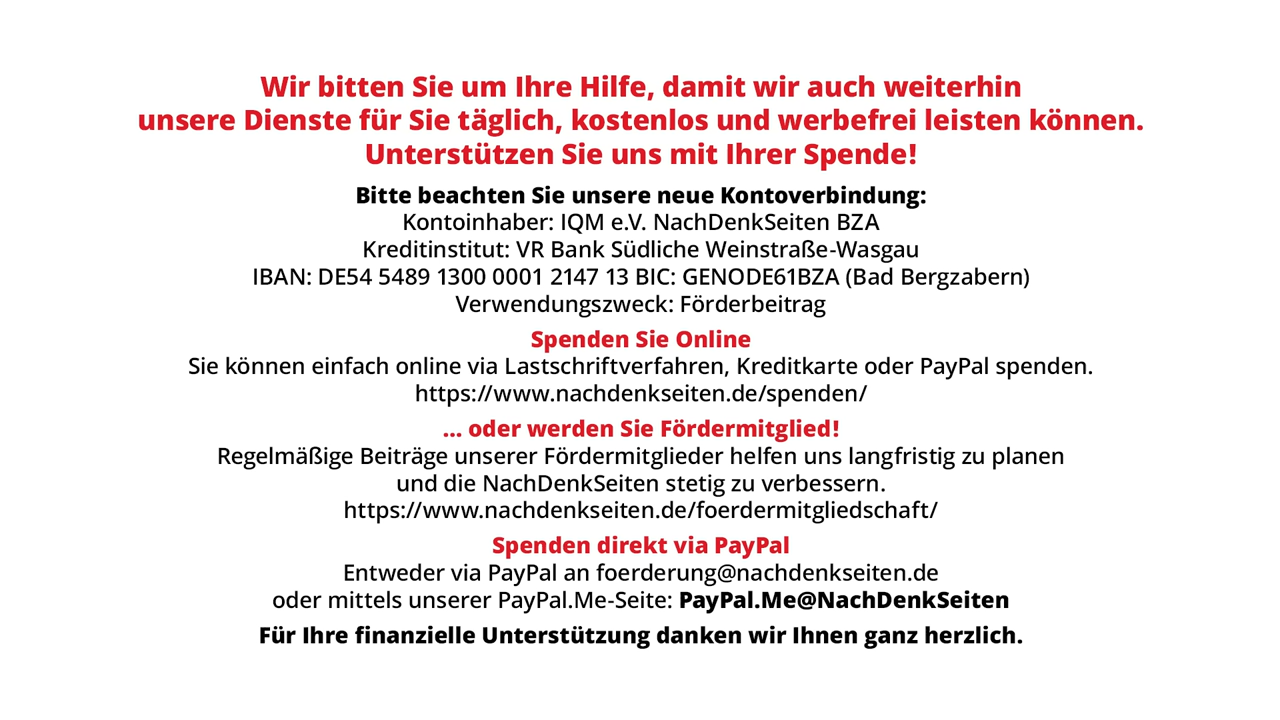 Wir bitten Sie um Ihre Hilfe, damit wir auch weiterhin
unsere Dienste für Sie täglich, kostenlos und werbefrei leisten können.
Unterstützen Sie uns mit Ihrer Spende!
Bitte beachten Sie unsere neue Kontoverbindung:
Kontoinhaber: IQM e.V. NachDenkSeiten BZA
Kreditinstitut: VR Bank Südliche Weinstraße-Wasgau
IBAN: DE54 5489 1300 0001 2147 13 BIC: GENODE61BZA (Bad Bergzabern)
Verwendungszweck: Förderbeitrag
Spenden Sie Online
Sie können einfach online via Lastschriftverfahren, Kreditkarte oder PayPal spenden.
https://www.nachdenkseiten.de/spenden/
... oder werden Sie Fördermitglied!
Regelmäßige Beiträge unserer Fördermitglieder helfen uns langfristig zu planen
und die NachDenkSeiten stetig zu verbessern.
https://www.nachdenkseiten.de/foerdermitgliedschaft/
Spenden direkt via PayPal
Entweder via PayPal an foerderung@nachdenkseiten.de
oder mittels unserer PayPal.Me-Seite: PayPal.Me@NachDenkSeiten
Für Ihre finanzielle Unterstützung danken wir Ihnen ganz herzlich.